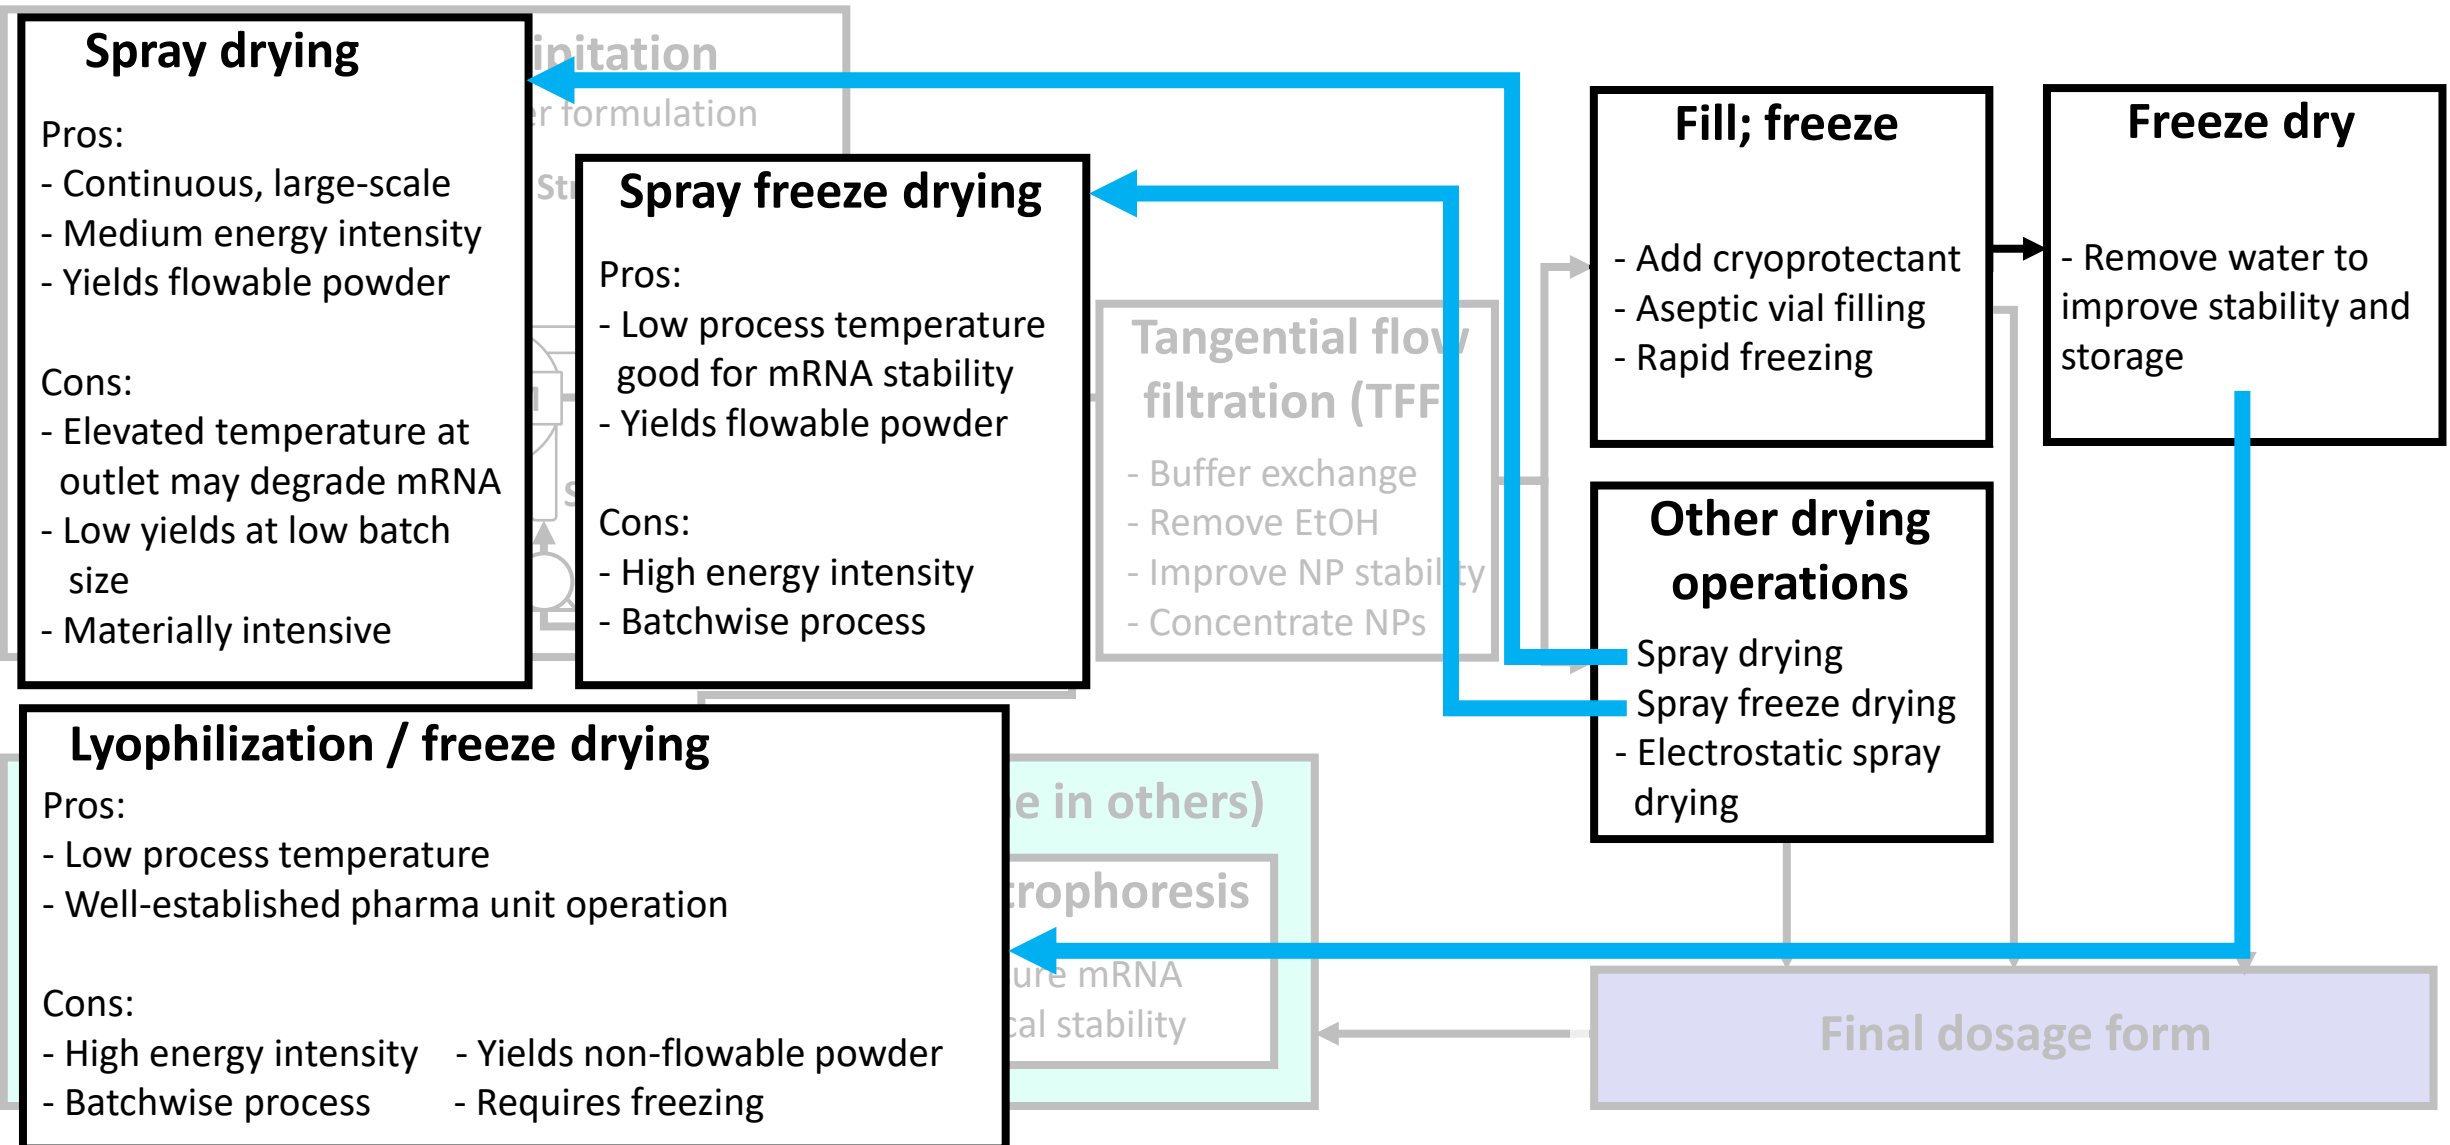 Spray drying
Pros:
- Continuous, large-scale
- Medium energy intensity
- Yields flowable powder
Cons:
- Elevated temperature at
outlet may degrade mRNA
- Low yields at low batch
size
- Materially intensive
formulation
Spray freeze drying
Pros:
- Low process temperature
good for mRNA stability
- Yields flowable powder
Cons:
- High energy intensity
- Batchwise process
Tangential flow
filtration (TFF
- Buffer exchange
- Remove EtOH
- Improve NP stability
- Concentrate NPs
Fill; freeze
- Add cryoprotectant
- Aseptic vial filling
- Rapid freezing
Freeze dry
- Remove water to
improve stability and
storage
Other drying
operations
Spray drying
Spray freeze drying
- Electrostatic spray
drying
Lyophilization / freeze drying
Pros:
- Low process temperature
- Well-established pharma unit operation
Cons:
- High energy intensity - Yields non-flowable powder
- Batchwise process - Requires freezing
in others)
mRNA
stability
Final dosage form